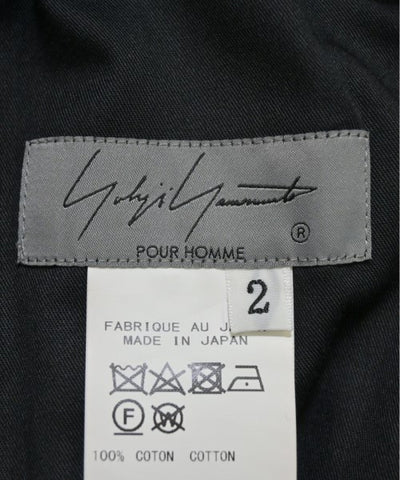 Yohji Yamamoto
®
POUR HOMME
2
FABRIQUE AU
MADE IN JAPAN
F W
100% COTON COTTON